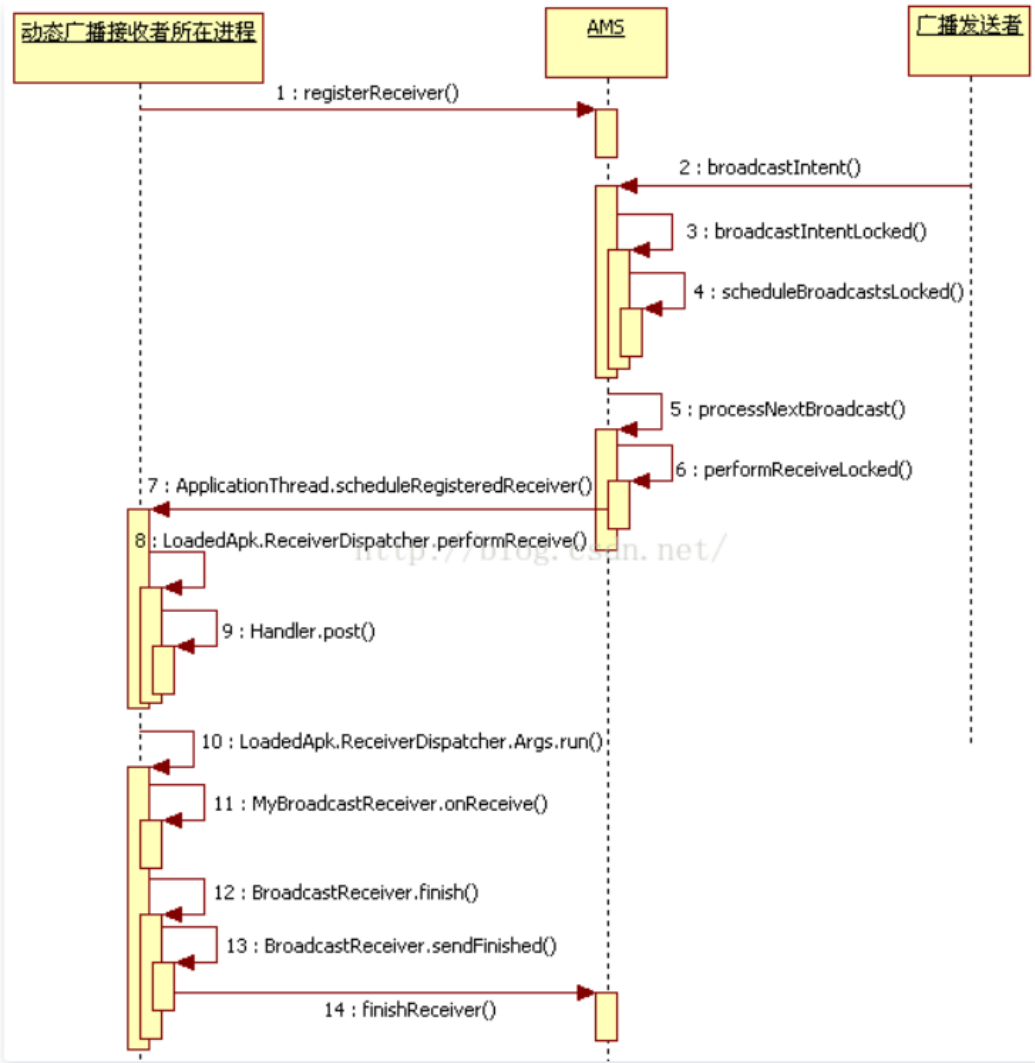 动态广播接收者所在进程
AMS
广播发送者
1 : registerReceiver()
2 : broadcastIntent()
3 : broadcastIntentLocked()
4 : scheduleBroadcastsLocked()
5 : processNextBroadcast()
6 : performReceiveLocked()
7 : ApplicationThread.scheduleRegisteredReceiver()
8 : LoadedApk.ReceiverDispatcher.performReceive()
http://blog.csdn.net/
9 : Handler.post()
10 : LoadedApk.ReceiverDispatcher.Args.run()
11 : MyBroadcastReceiver.onReceive()
12 : BroadcastReceiver.finish()
13 : BroadcastReceiver.sendFinished()
14 : finishReceiver()